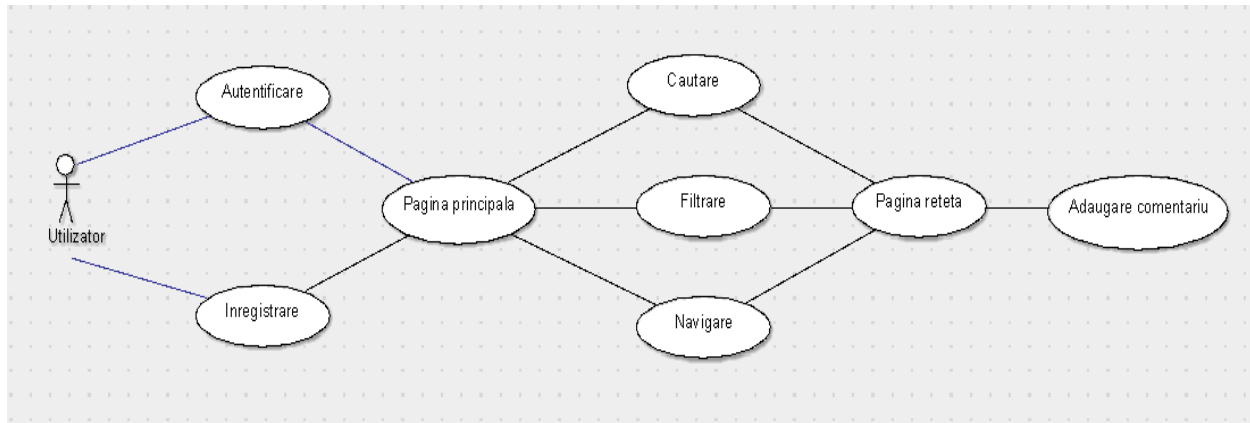 Autentificare
Cautare
Utilizator
Pagina principala
Filtrare
Pagina reteta
Adaugare comentariu
Inregistrare
Navigare